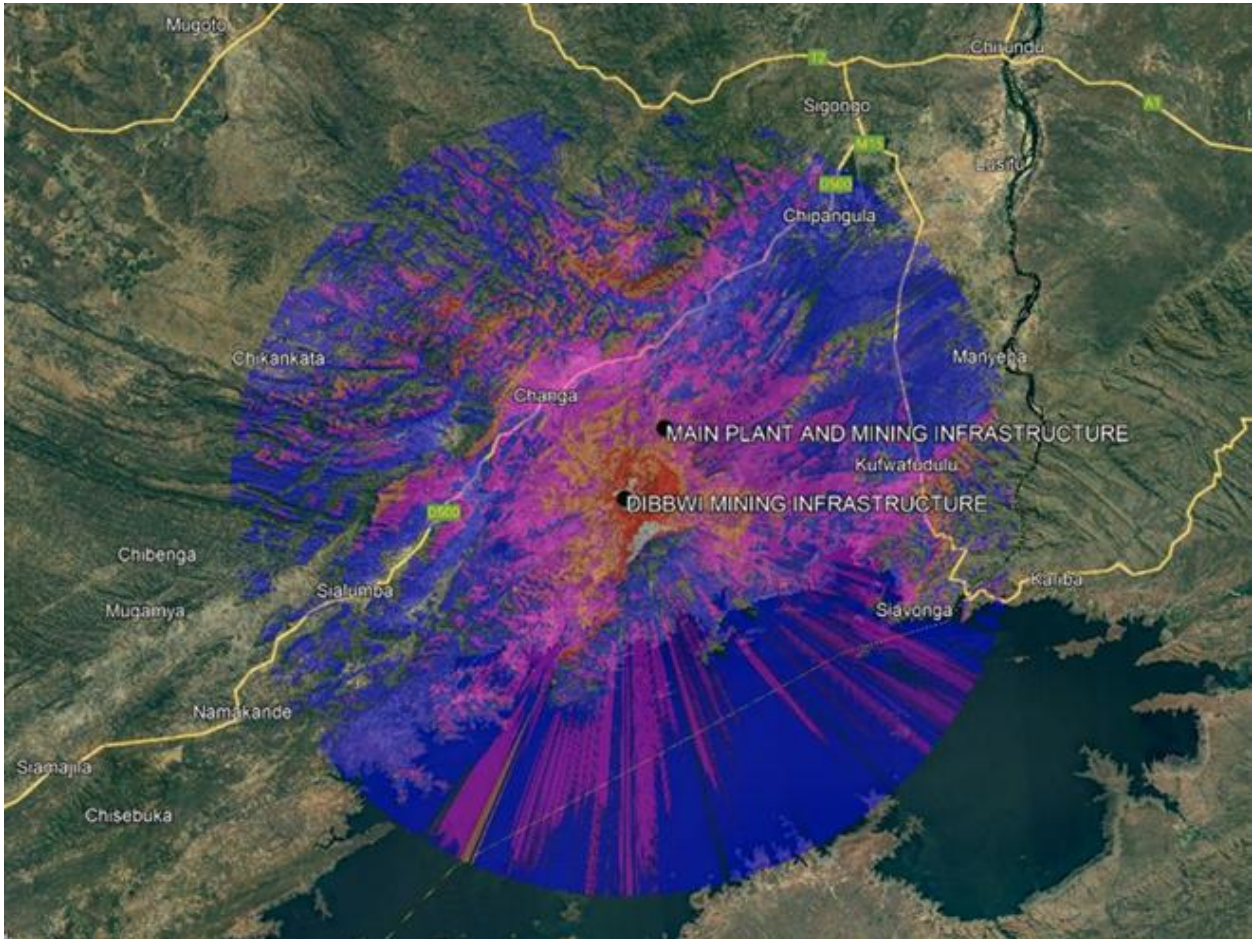 Mugoto
Chirundu
T2
Sigongo
A1
M15
Lusitu
D500
Chipangula
Chikankata
Manyena
Changa
MAIN PLANT AND MINING INFRASTRUCTURE
Kufwafudulu
DIBBWI MINING INFRASTRUCTURE
D500
Chibenga
Kariba
Sialumba
Mugamya
Siavonga
Namakande
Siamajila
Chisebuka